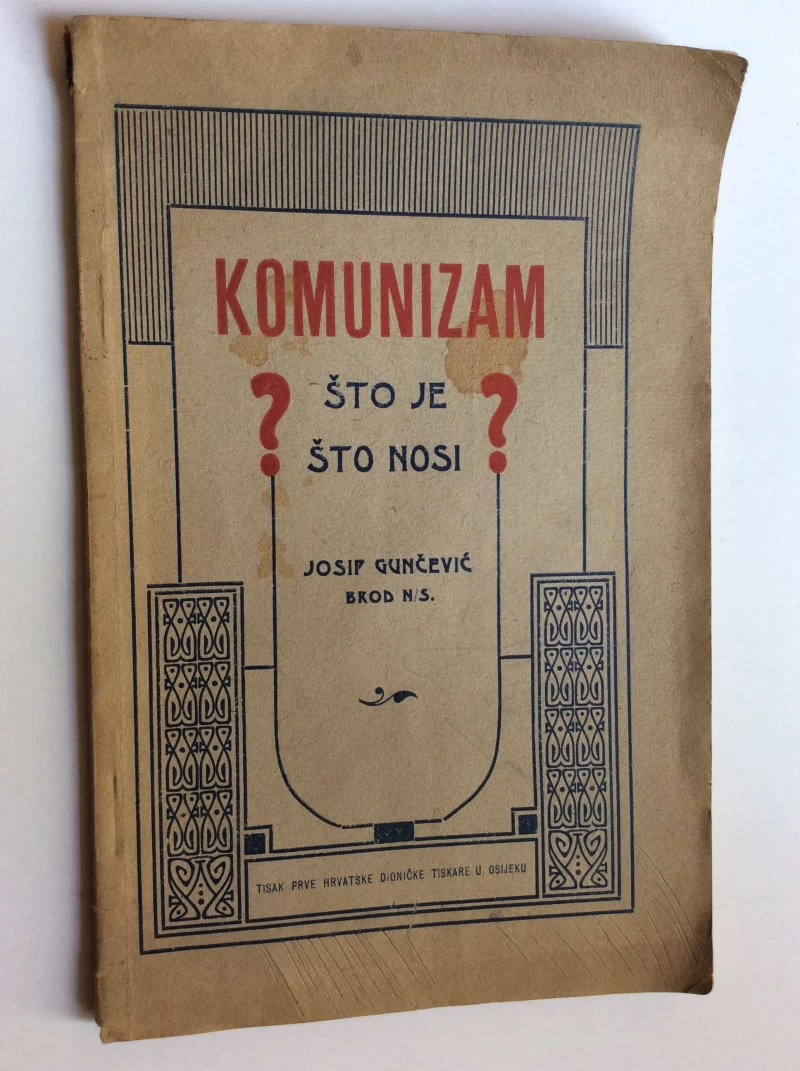 KOMUNIZAM
? ŠTO JE ?
ŠTO NOSI
JOSIP GUNČEVIĆ
BROD N/S.
TISAK PRVE HRVATSKE DIONIČKE TISKARE U OSIJEKU